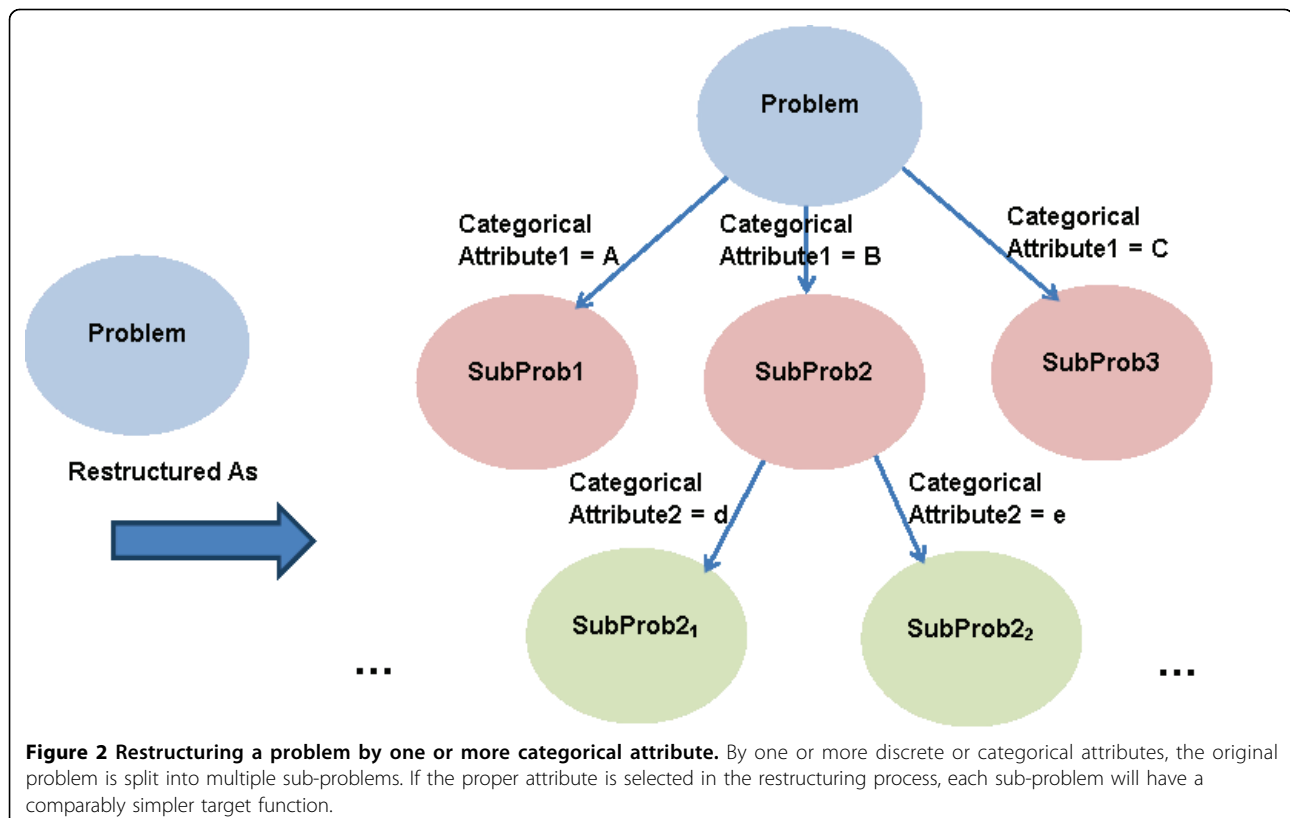 Problem
Categorical
Attribute1 = A
Categorical
Attribute1 = B
Categorical
Attribute1 = C
Problem
SubProb1
SubProb2
SubProb3
Restructured As
Categorical
Attribute2 = d
Categorical
Attribute2 = e
SubProb2₁
SubProb2₂
...
...
Figure 2 Restructuring a problem by one or more categorical attribute. By one or more discrete or categorical attributes, the original
problem is split into multiple sub-problems. If the proper attribute is selected in the restructuring process, each sub-problem will have a
comparably simpler target function.